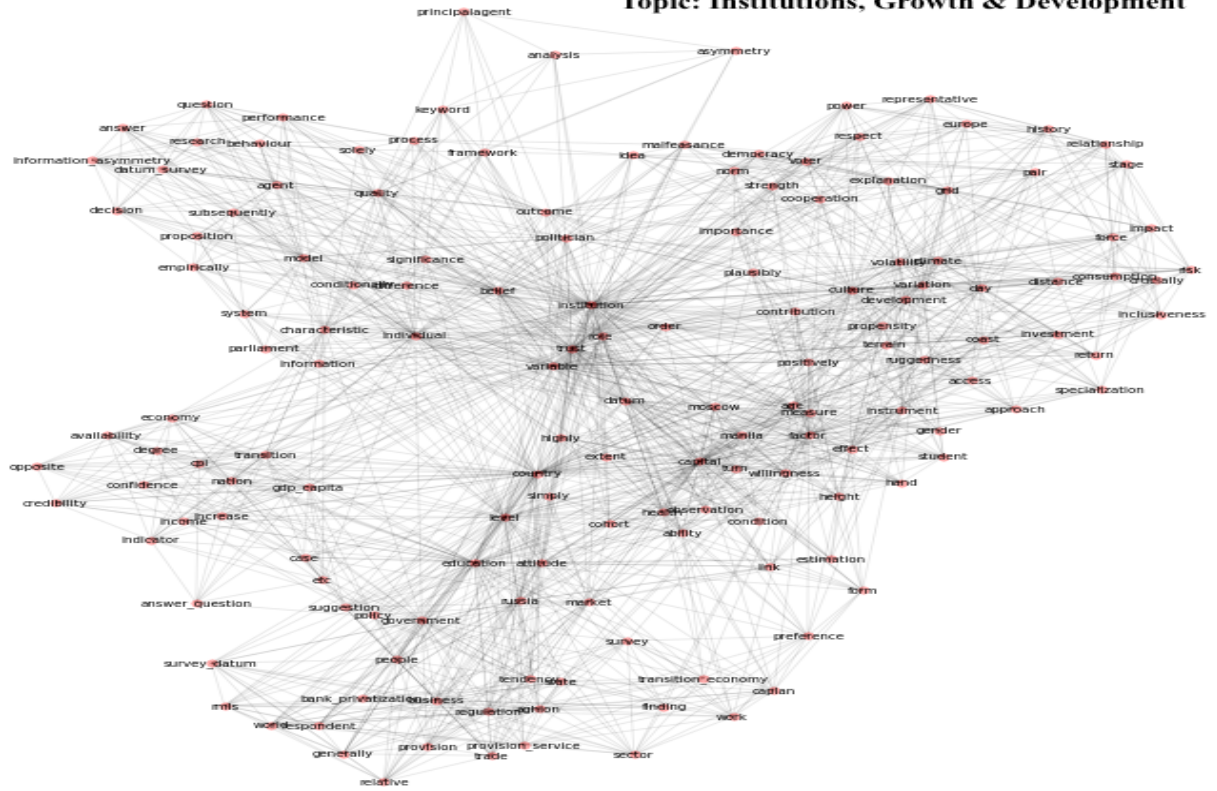 Topic: Institutions, Growth & Development
principalagent
analysis
asymmetry
question
performance
keyword
power
representative
answer
research
behaviour
solely
process
framework
idea
malfeasance
democracy
voter
respect
europe
history
relationship
information_asymmetry
datum_survey
norm
stage
agent
quality
strength
cooperation
explanation
grid
pair
decision
subsequently
outcome
proposition
politician
importance
force
impact
empirically
model
significance
plausibly
volatility
climate
risk
conditionally
difference
belief
institution
culture
variation
development
day
distance
consumption
crucially
system
contribution
inclusiveness
characteristic
individual
role
order
propensity
terrain
coast
investment
parliament
information
trust
variable
positively
ruggedness
return
access
specialization
datum
moscow
age
measure
instrument
approach
economy
availability
degree
cpi
transition
highly
manila
factor
gender
opposite
nation
extent
capital
turn
willingness
effect
student
confidence
gdp_capita
country
simply
hand
credibility
income
increase
level
cohort
health
observation
condition
height
indicator
ability
case
etc
education
attitude
link
estimation
answer_question
suggestion
policy
government
russia
market
form
survey
preference
survey_datum
people
tendency
state
transition_economy
caplan
rmls
bank_privatization
business
regulation
aghion
finding
work
world
respondent
generally
provision
provision_service
trade
sector
relative